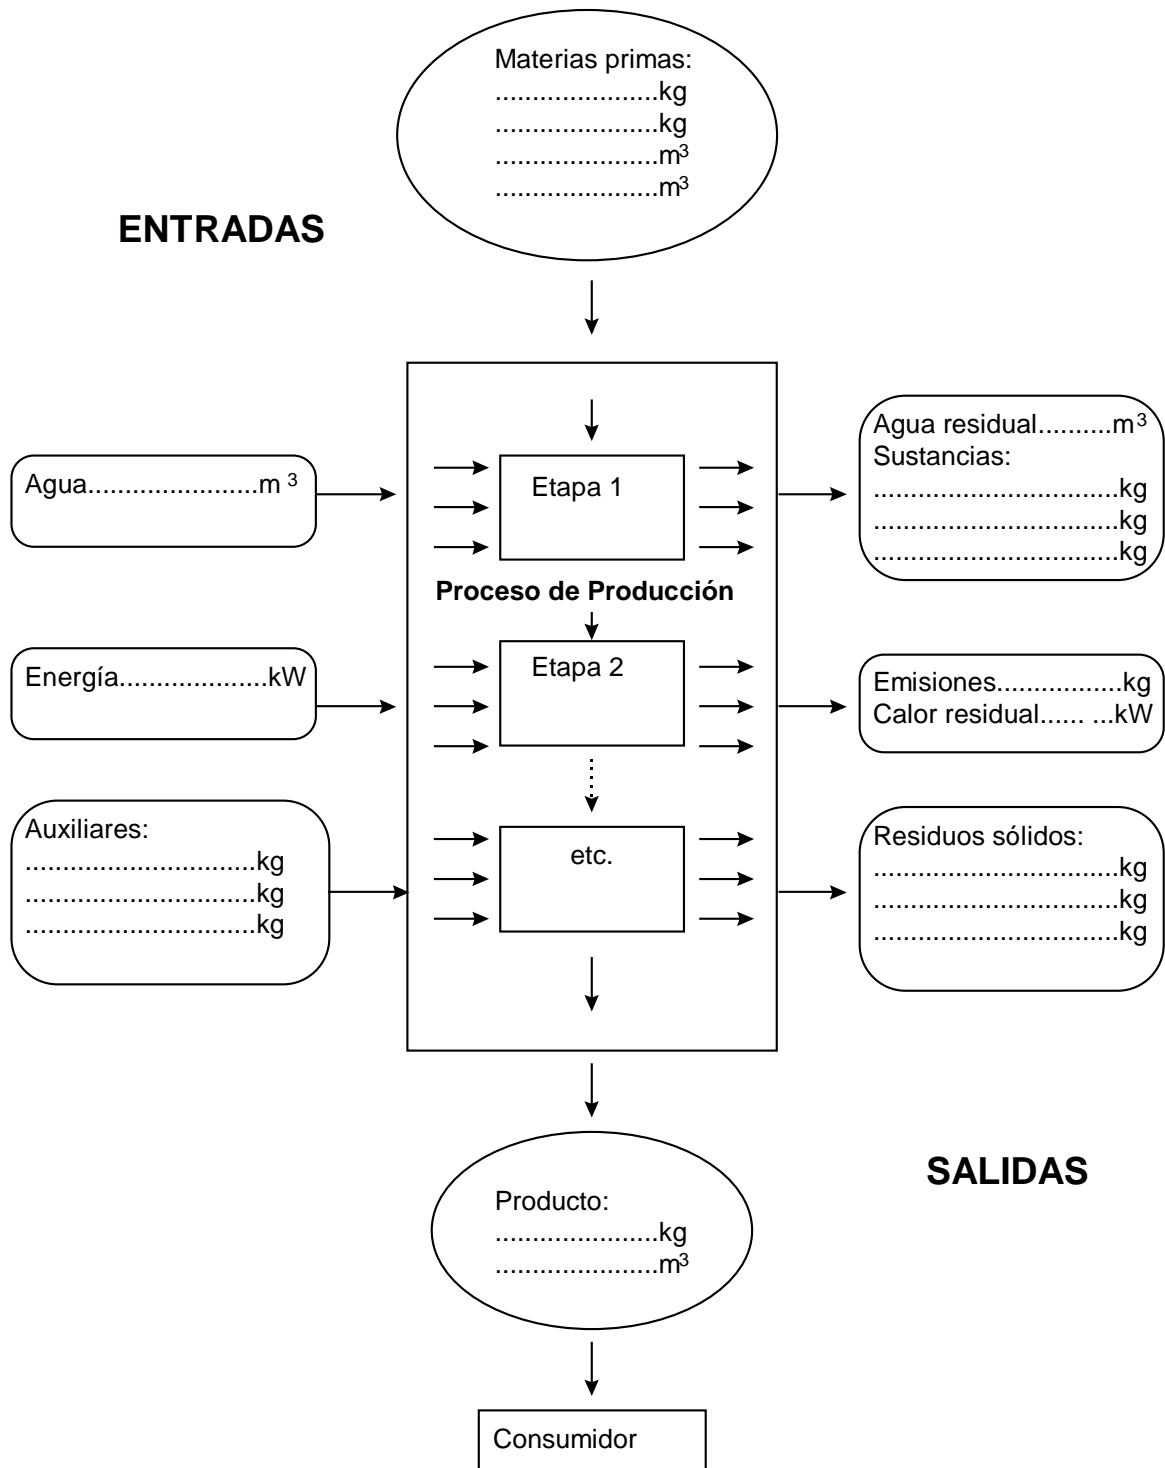 Materias primas:
......................kg
......................kg
......................m³
......................m³
ENTRADAS
Agua.......................m ³
Energía....................kW
Auxiliares:
...............................kg
...............................kg
...............................kg
Etapa 1
Proceso de Producción
Etapa 2
etc.
Agua residual..........m³
Sustancias:
.................................kg
.................................kg
.................................kg
Emisiones.................kg
Calor residual...... ...kW
Residuos sólidos:
.................................kg
.................................kg
.................................kg
SALIDAS
Producto:
......................kg
......................m³
Consumidor